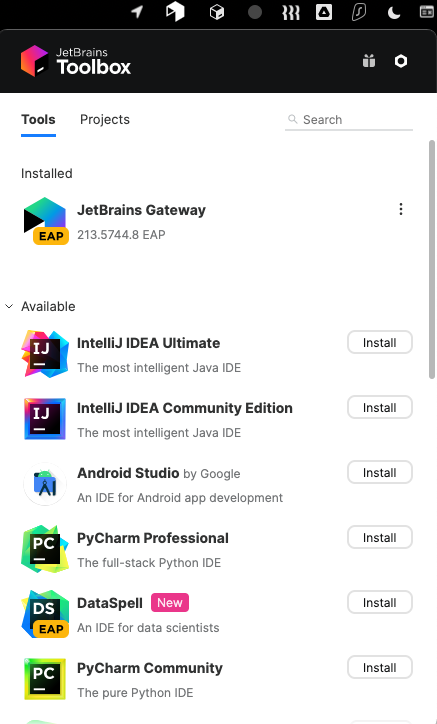 JetBrains
Toolbox
Tools Projects Search
Installed
JetBrains Gateway
EAP
213.5744.8 EAP
Available
IJ
IntelliJ IDEA Ultimate
Install
The most intelligent Java IDE
IJ
IntelliJ IDEA Community Edition
Install
The most intelligent Java IDE
Android Studio by Google
Install
An IDE for Android app development
PC
PyCharm Professional
Install
The full-stack Python IDE
DS
EAP
DataSpell New
Install
An IDE for data scientists
PC
PyCharm Community
Install
The pure Python IDE